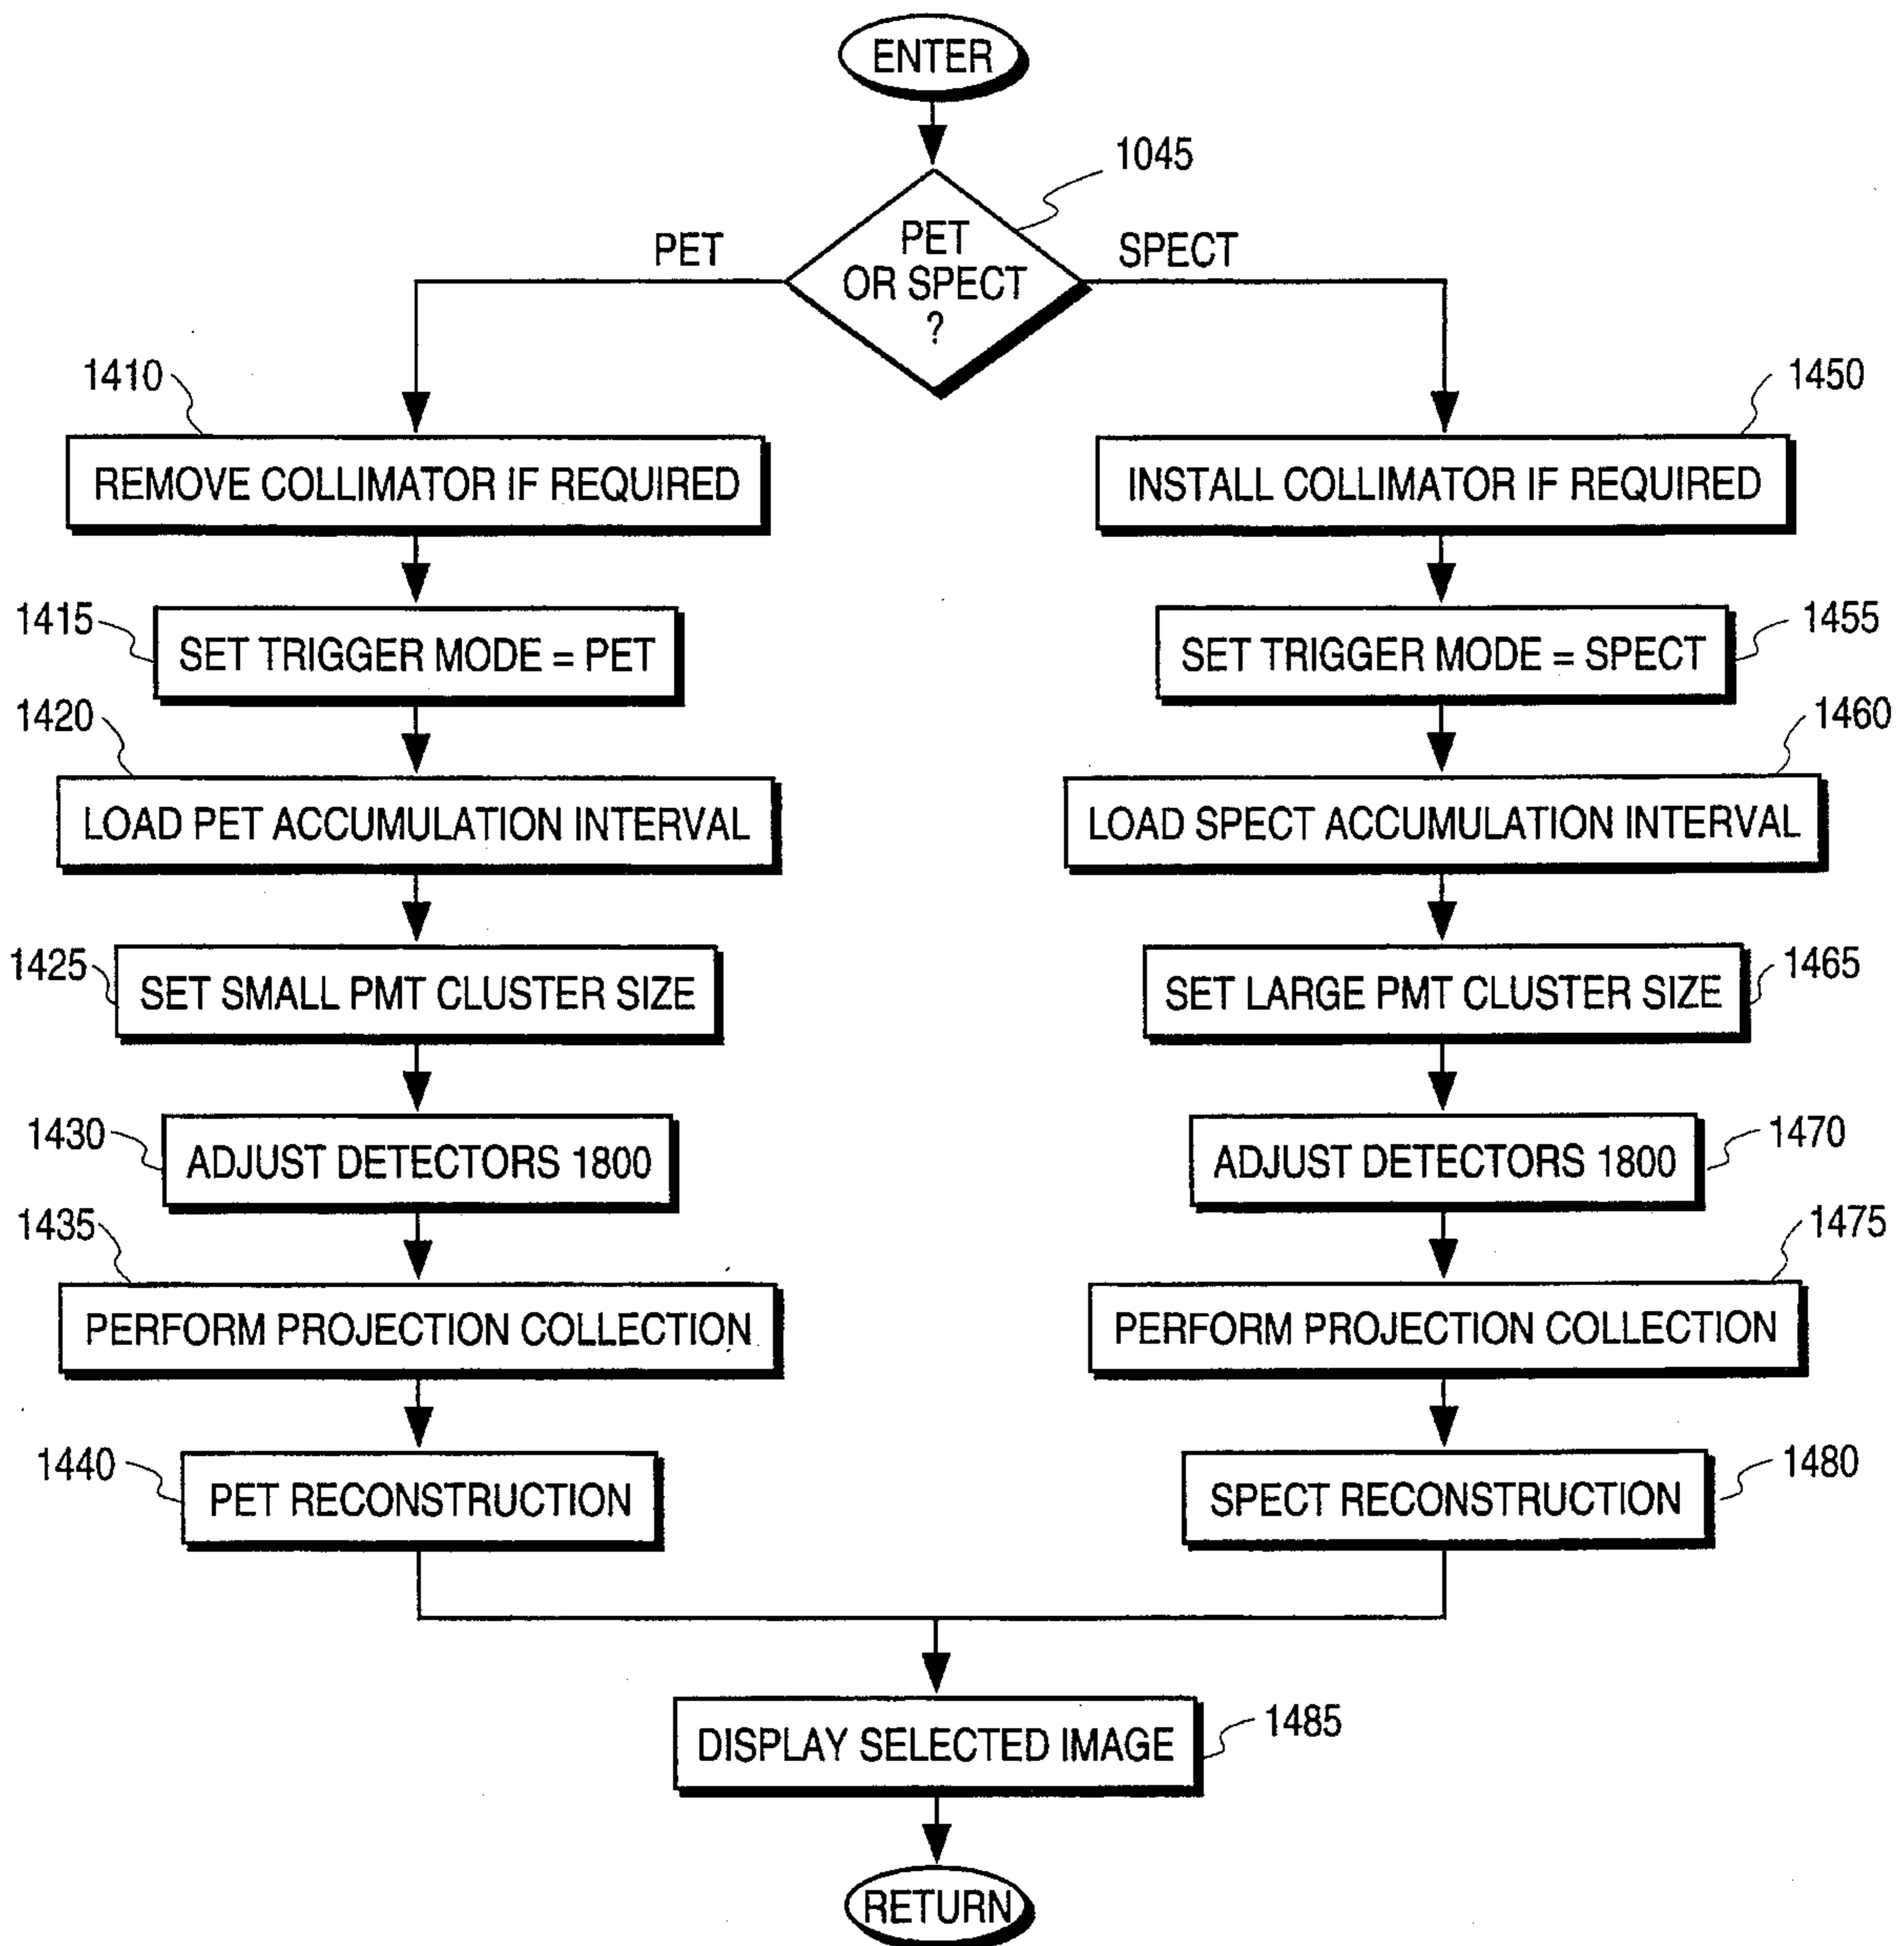 ENTER
1045
PET
OR SPECT
?
PET
SPECT
1410
REMOVE COLLIMATOR IF REQUIRED
1415
SET TRIGGER MODE = PET
1420
LOAD PET ACCUMULATION INTERVAL
1425
SET SMALL PMT CLUSTER SIZE
1430
ADJUST DETECTORS 1800
1435
PERFORM PROJECTION COLLECTION
1440
PET RECONSTRUCTION
1450
INSTALL COLLIMATOR IF REQUIRED
1455
SET TRIGGER MODE = SPECT
1460
LOAD SPECT ACCUMULATION INTERVAL
1465
SET LARGE PMT CLUSTER SIZE
1470
ADJUST DETECTORS 1800
1475
PERFORM PROJECTION COLLECTION
1480
SPECT RECONSTRUCTION
1485
DISPLAY SELECTED IMAGE
RETURN